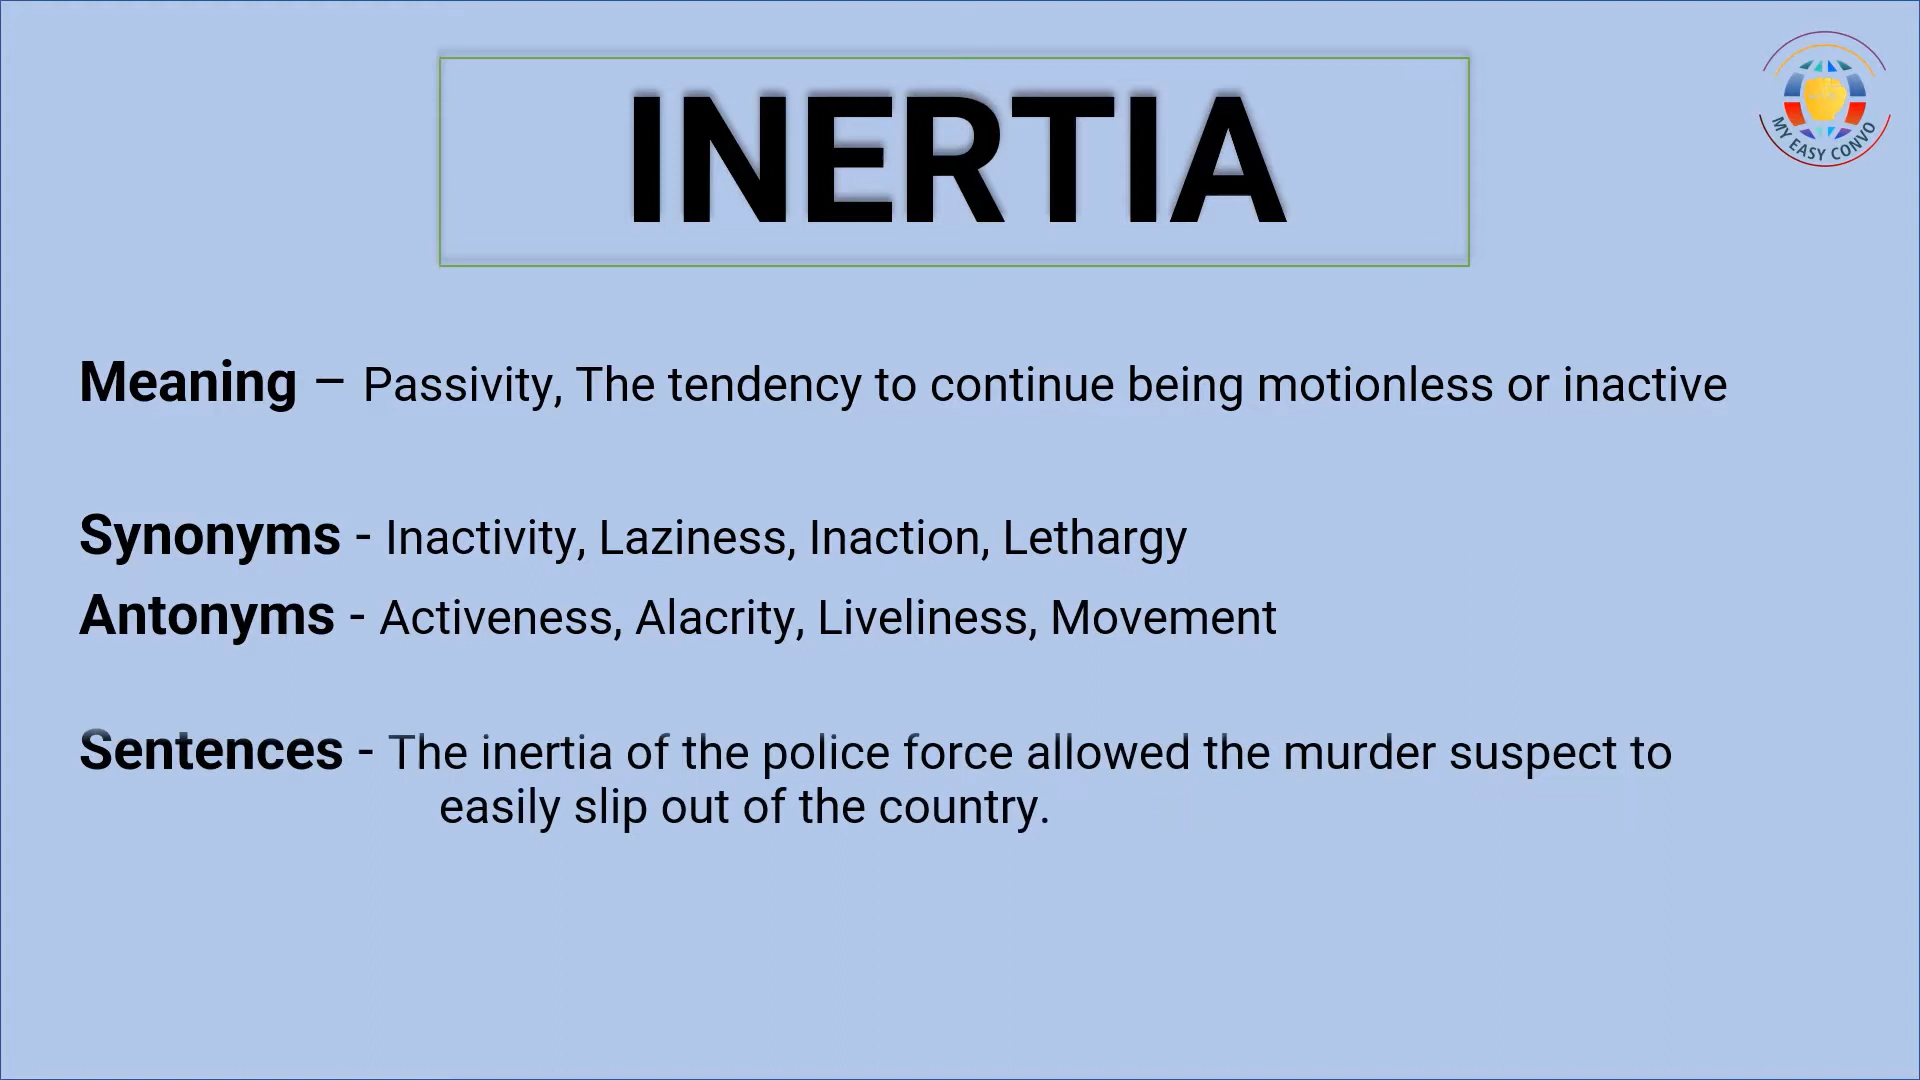 INERTIA
MY EASY CONVO
Meaning – Passivity, The tendency to continue being motionless or inactive
Synonyms - Inactivity, Laziness, Inaction, Lethargy
Antonyms - Activeness, Alacrity, Liveliness, Movement
Sentences - The inertia of the police force allowed the murder suspect to
easily slip out of the country.